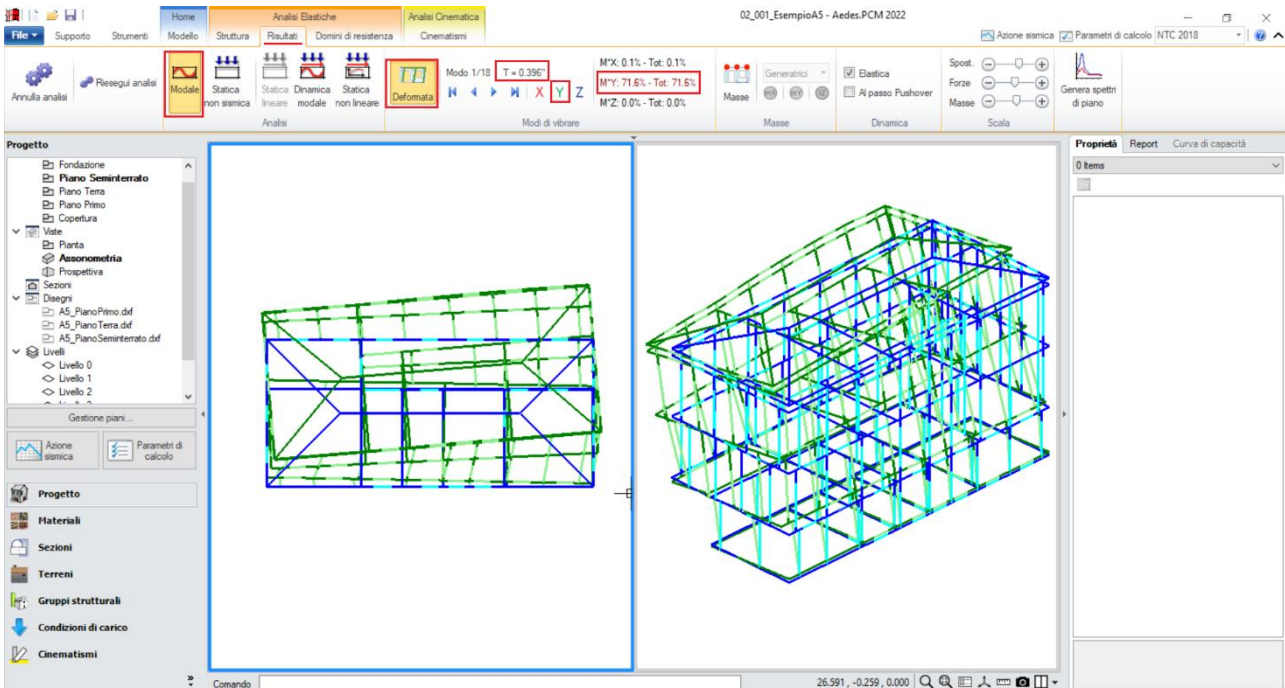 02_001_EsempioA5 - Aedes.PCM 2022
Home
Analisi Elastiche
Analisi Cinematica
File
Supporto
Strumenti
Modello
Struttura
Risultati
Domini di resistenza
Cinematismi
Azione sismica
Parametri di calcolo
NTC 2018
Annulla analisi
Riesegui analisi
Modale
Statica non sismica
Statica lineare
Dinamica modale
Statica non lineare
Analisi
Deformata
Modo 1/18
T = 0.396"
X Y Z
M*X: 0.1% - Tot: 0.1%
M*Y: 71.6% - Tot: 71.6%
M*Z: 0.0% - Tot: 0.0%
Modi di vibrare
Masse
Generatrici
Masse
Elastica
Al passo Pushover
Dinamica
Spost.
Forze
Masse
Scala
Genera spettri di piano
Progetto
Fondazione
Piano Seminterrato
Piano Terra
Piano Primo
Copertura
Viste
Pianta
Assonometria
Prospettiva
Sezioni
Disegni
A5_PianoPrimo.dxf
A5_PianoTerra.dxf
A5_PianoSeminterrato.dxf
Livelli
Livello 0
Livello 1
Livello 2
Gestione piani...
Azione sismica
Parametri di calcolo
Progetto
Materiali
Sezioni
Terreni
Gruppi strutturali
Condizioni di carico
Cinematismi
Proprietà
Report
Curva di capacità
0 Items
Comando
26.591 , -0.259 , 0.000